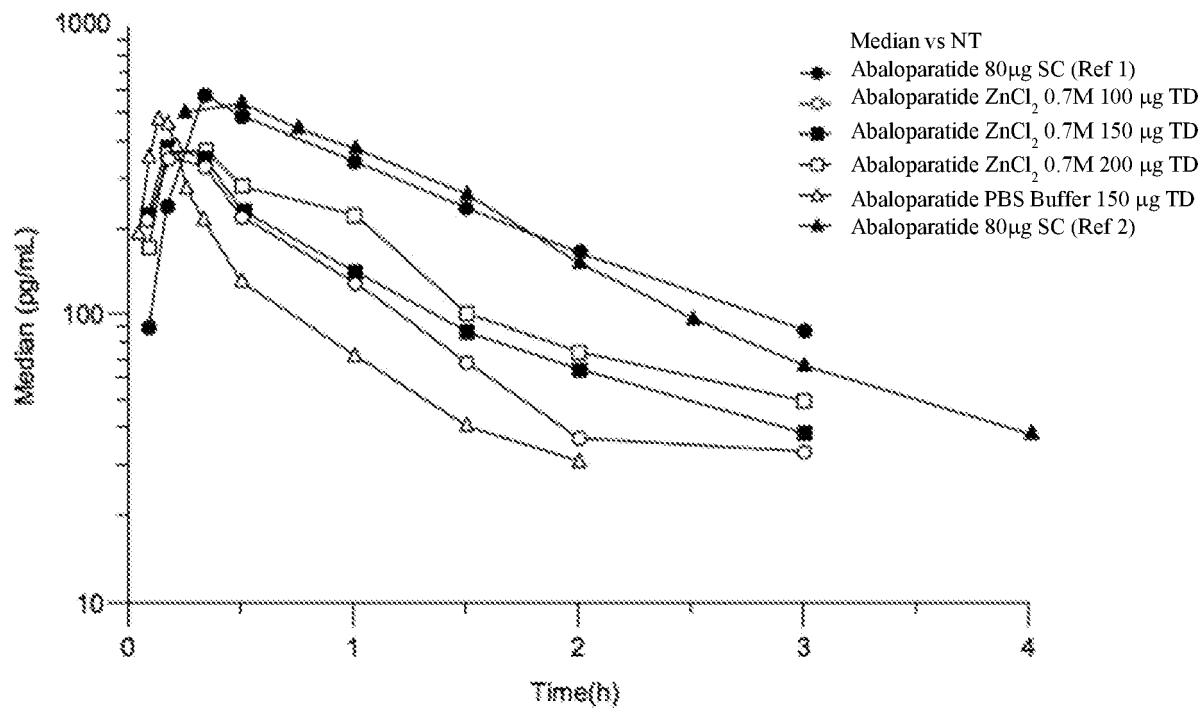 1000
Median vs NT
Abaloparatide 80µg SC (Ref 1)
Abaloparatide ZnCl₂ 0.7M 100 µg TD
Abaloparatide ZnCl₂ 0.7M 150 µg TD
Abaloparatide ZnCl₂ 0.7M 200 µg TD
Abaloparatide PBS Buffer 150 µg TD
Abaloparatide 80µg SC (Ref 2)
Median (pg/mL)
100
10
0 1 2 3 4
Time(h)